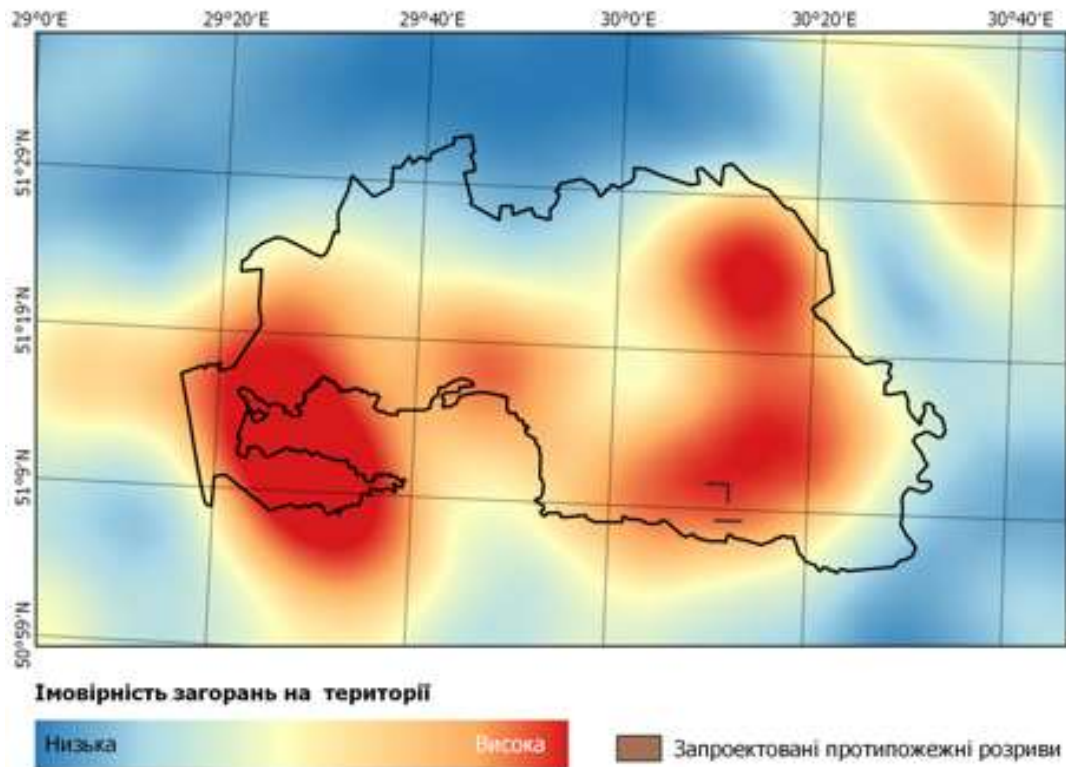 29°0'E 29°20'E 29°40'E 30°0'E 30°20'E 30°40'E
51°29'N
51°19'N
51°9'N
50°59'N
Імовірність загорань на території
Низька Висока
Запроектовані протипожежні розриви